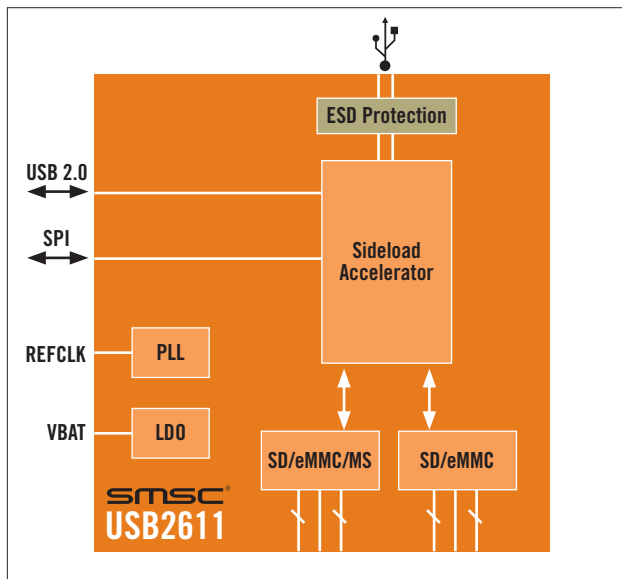 ESD Protection
USB 2.0
SPI
Sideload
Accelerator
REFCLK
PLL
VBAT
LDO
SD/eMMC/MS
SD/eMMC
smsc®
USB2611